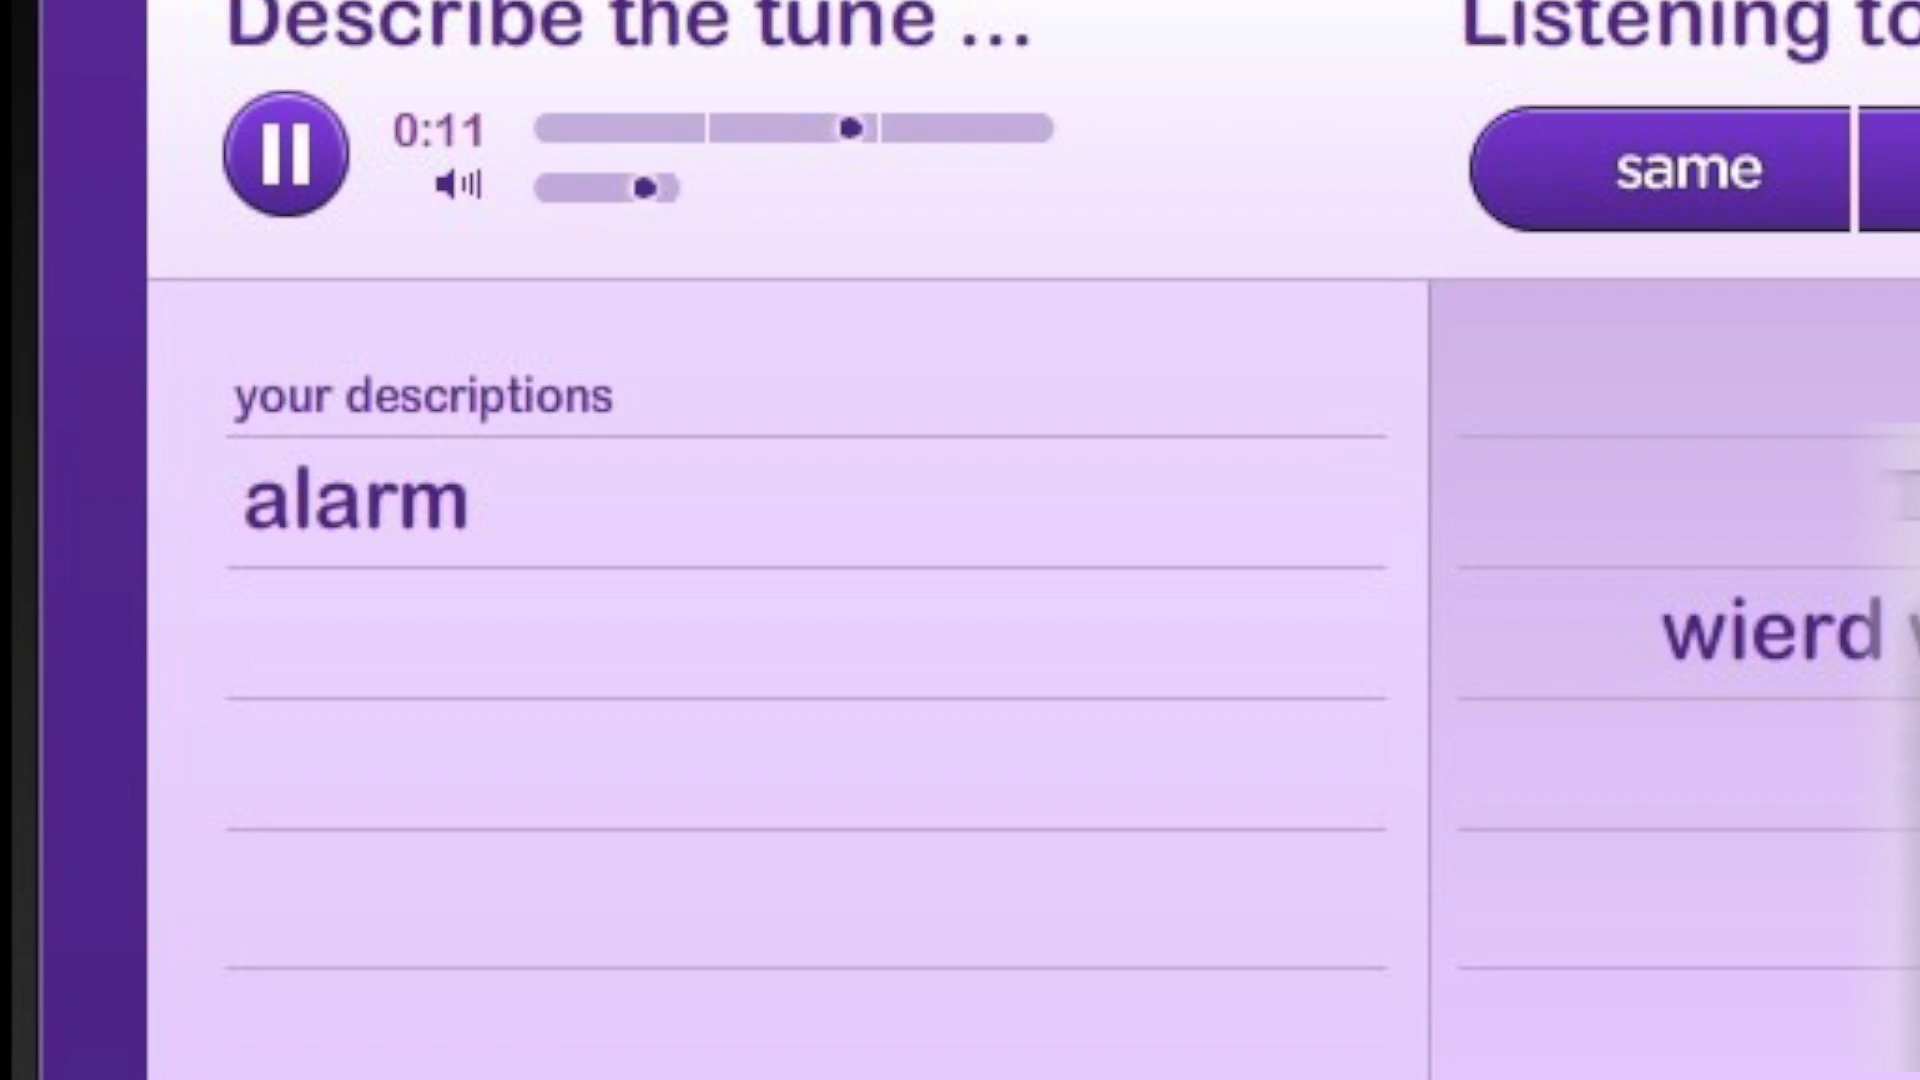 Describe the tune ...
Listening to
0:11
same
your descriptions
alarm
wierd